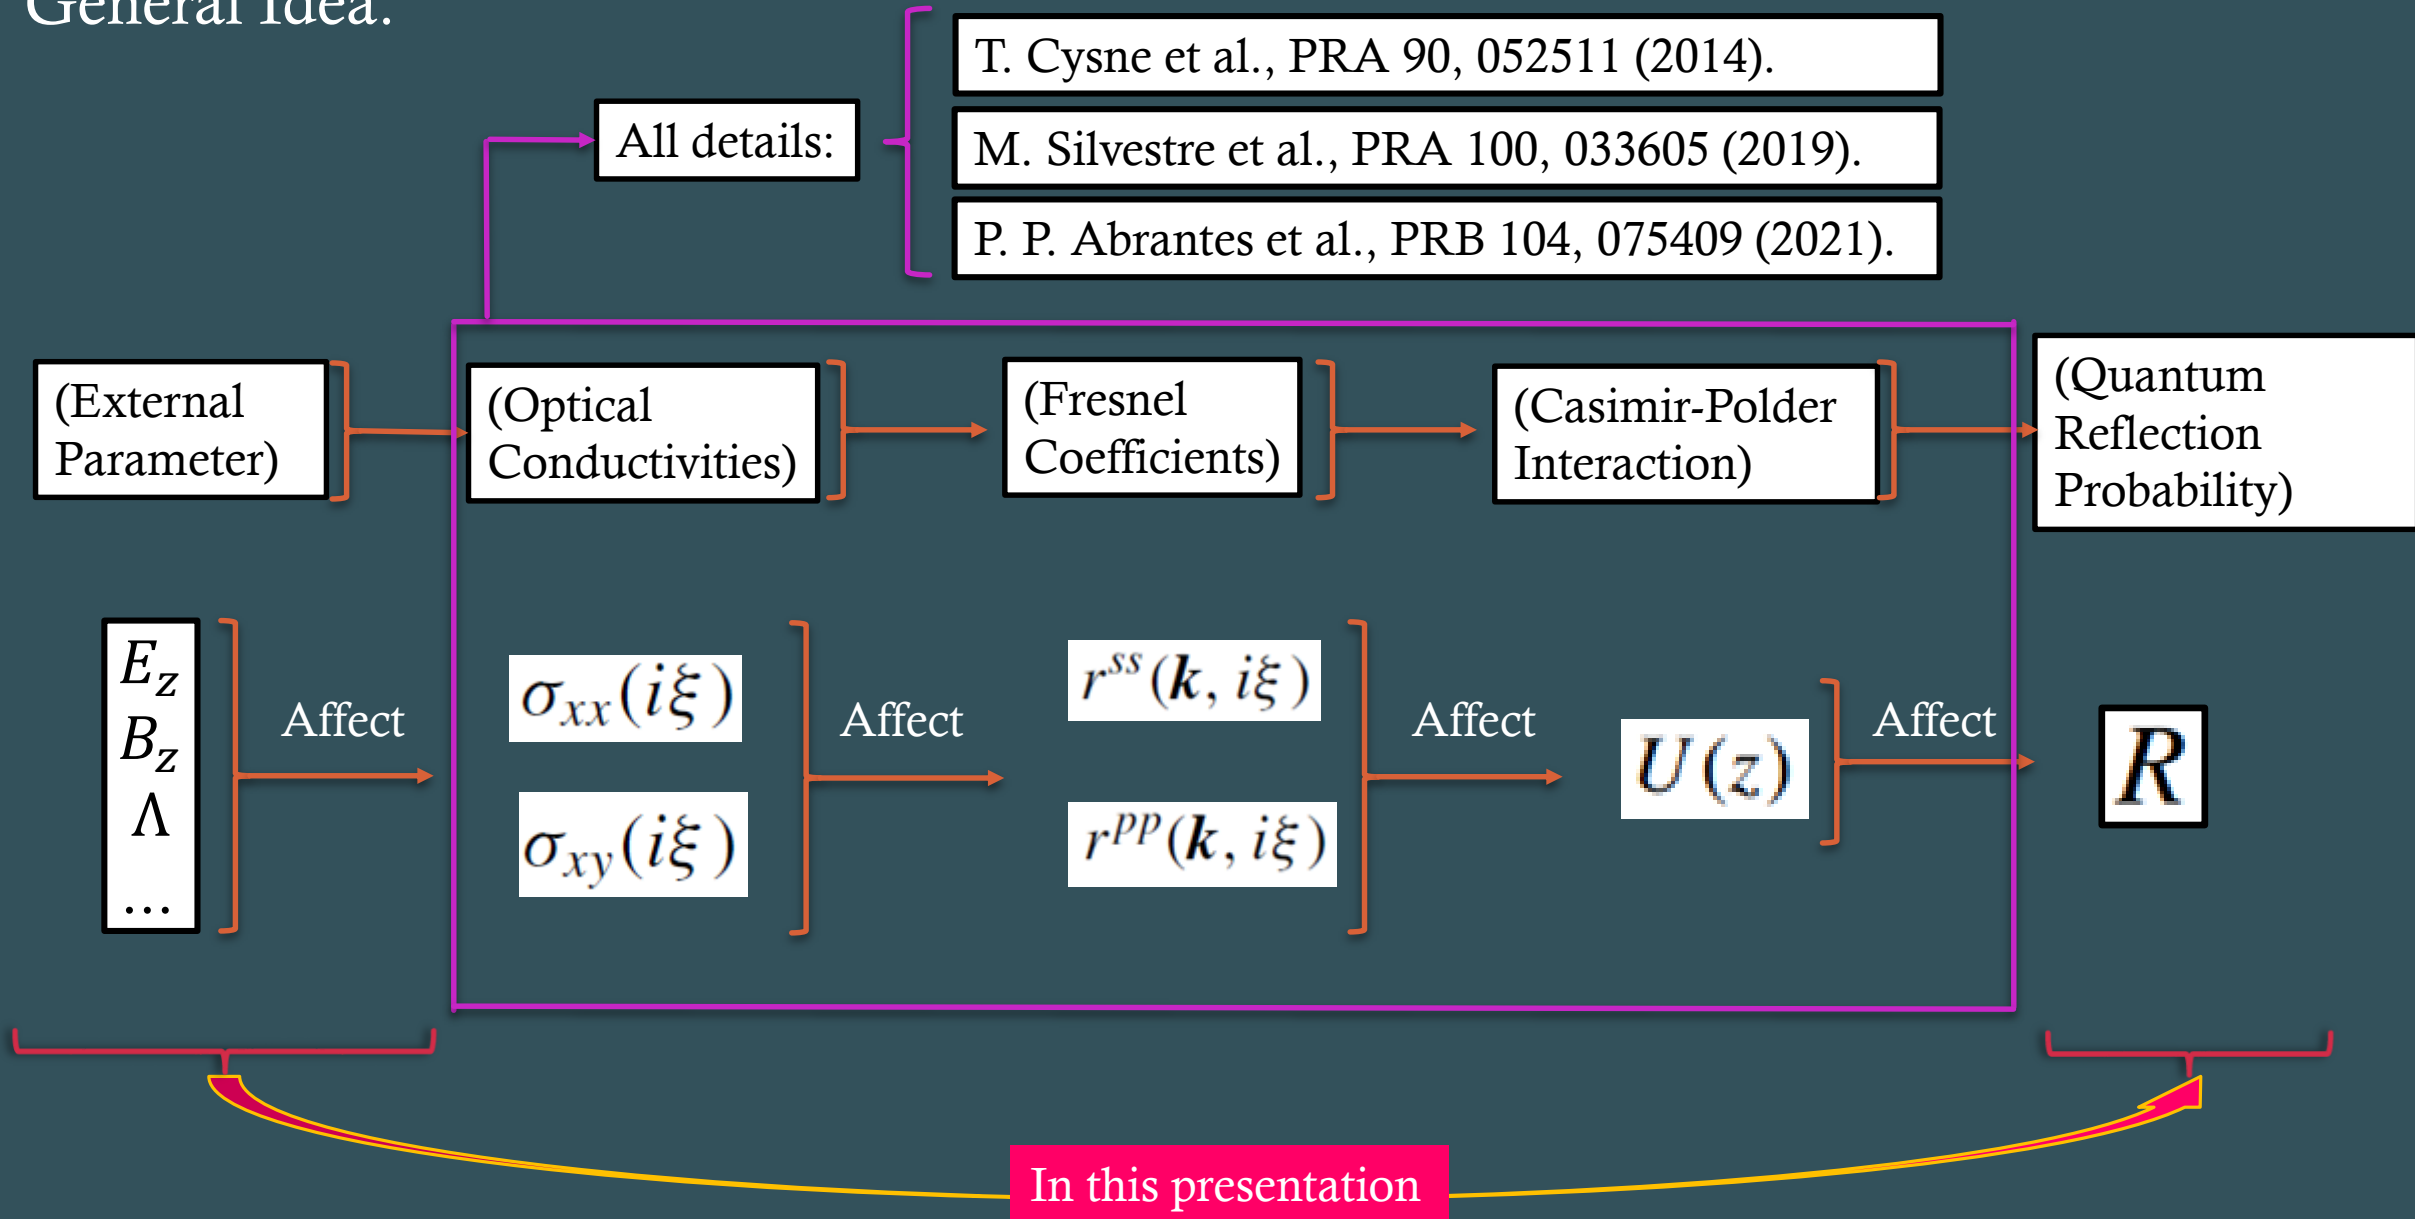 General Idea:
T. Cysne et al., PRA 90, 052511 (2014).
All details:
M. Silvestre et al., PRA 100, 033605 (2019).
P. P. Abrantes et al., PRB 104, 075409 (2021).
(External
Parameter)
(Optical
Conductivities)
(Fresnel
Coefficients)
(Casimir-Polder
Interaction)
(Quantum
Reflection
Probability)
E_z
B_z
Λ
...
Affect
σ_xx(iξ)
σ_xy(iξ)
Affect
r^ss(k, iξ)
r^pp(k, iξ)
Affect
U(z)
Affect
R
In this presentation